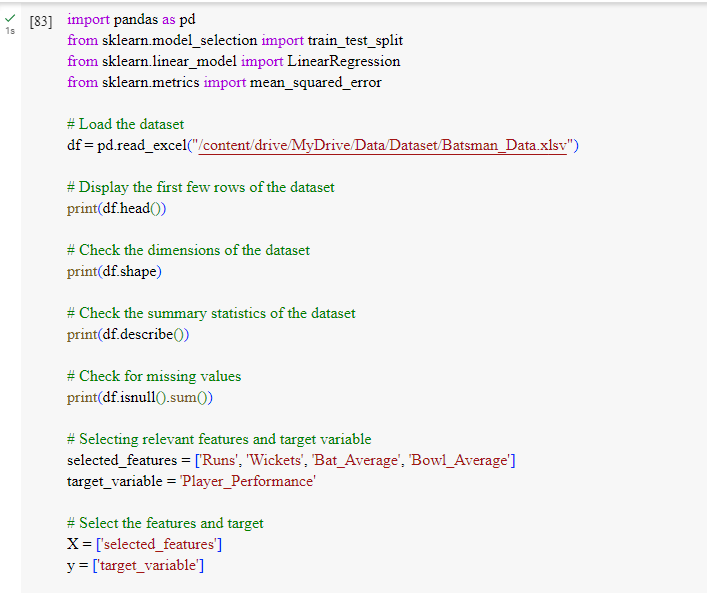 [83] import pandas as pd
1s from sklearn.model_selection import train_test_split
from sklearn.linear_model import LinearRegression
from sklearn.metrics import mean_squared_error
# Load the dataset
df = pd.read_excel("/content/drive/MyDrive/Data/Dataset/Batsman_Data.xlsv")
# Display the first few rows of the dataset
print(df.head())
# Check the dimensions of the dataset
print(df.shape)
# Check the summary statistics of the dataset
print(df.describe())
# Check for missing values
print(df.isnull().sum())
# Selecting relevant features and target variable
selected_features = ['Runs', 'Wickets', 'Bat_Average', 'Bowl_Average']
target_variable = 'Player_Performance'
# Select the features and target
X = ['selected_features']
y = ['target_variable']